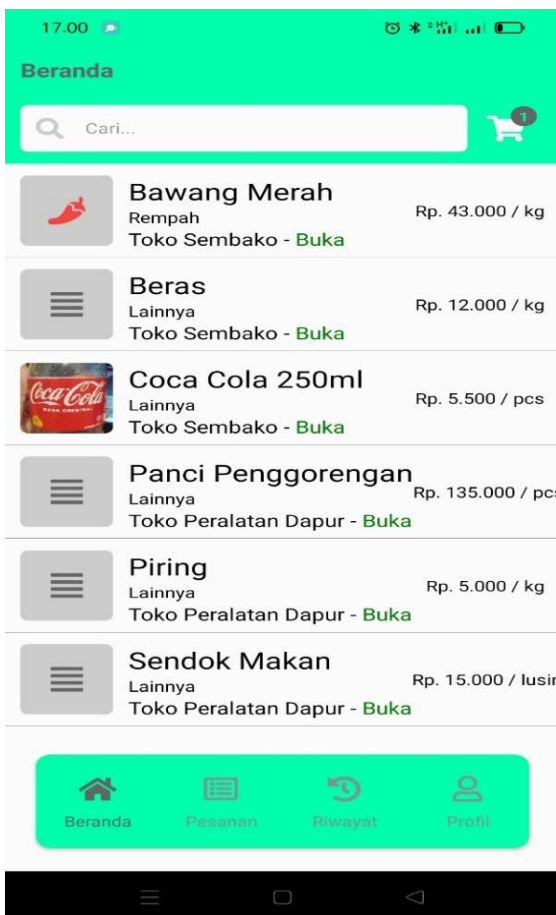 17.00
Beranda
Cari...
1
Bawang Merah
Rempah
Rp. 43.000 / kg
Toko Sembako - Buka
Beras
Lainnya
Rp. 12.000 / kg
Toko Sembako - Buka
Coca-Cola
Coca Cola 250ml
Lainnya
Rp. 5.500 / pcs
Toko Sembako - Buka
Panci Penggorengan
Lainnya
Rp. 135.000 / pcs
Toko Peralatan Dapur - Buka
Piring
Lainnya
Rp. 5.000 / kg
Toko Peralatan Dapur - Buka
Sendok Makan
Lainnya
Rp. 15.000 / lusin
Toko Peralatan Dapur - Buka
Beranda
Pesanan
Riwayat
Profil